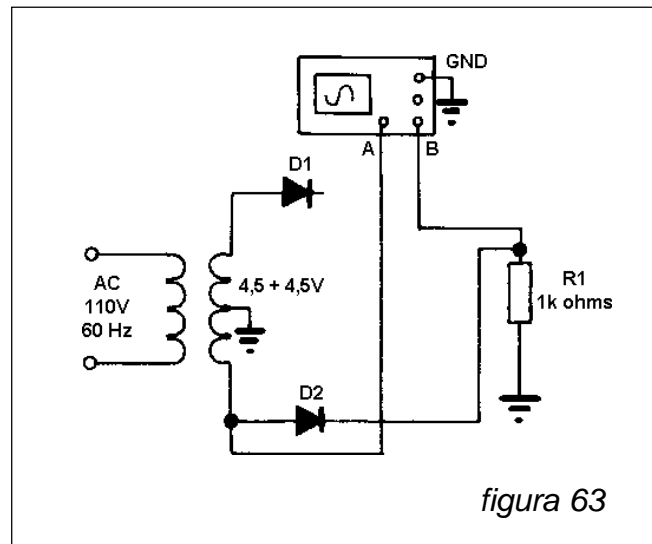 GND
A B
D1
AC
110V
60 Hz
4,5 + 4,5V
R1
1k ohms
D2
figura 63